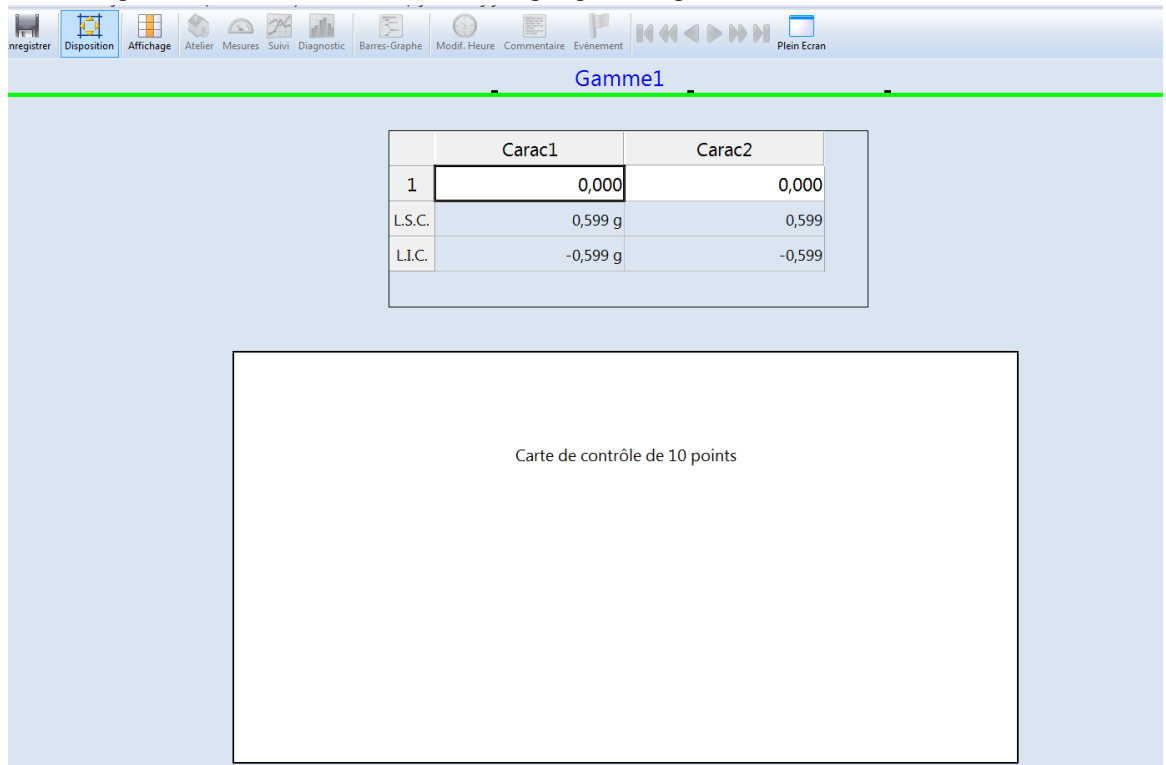 nregistrer Disposition Affichage Atelier Mesures Suivi Diagnostic Barres-Graphe Modif. Heure Commentaire Evénement Plein Ecran
Gamme1
Carac1 Carac2
1 0,000 0,000
L.S.C. 0,599 g 0,599
L.I.C. -0,599 g -0,599
Carte de contrôle de 10 points